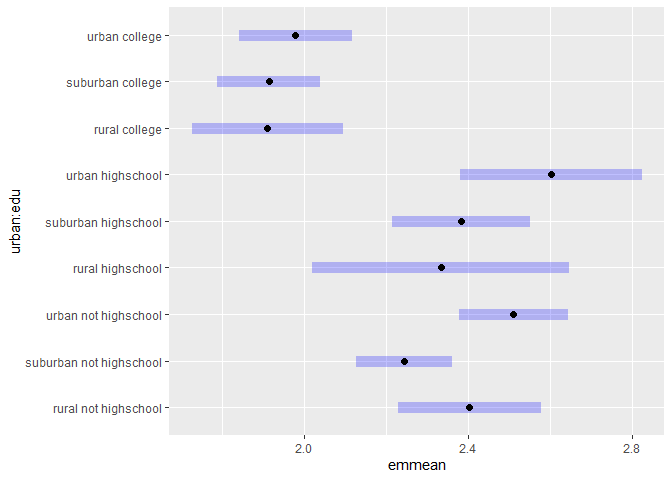 urban college
suburban college
rural college
urban highschool
suburban highschool
rural highschool
urban not highschool
suburban not highschool
rural not highschool
urban:edu
2.0 2.4 2.8
emmean